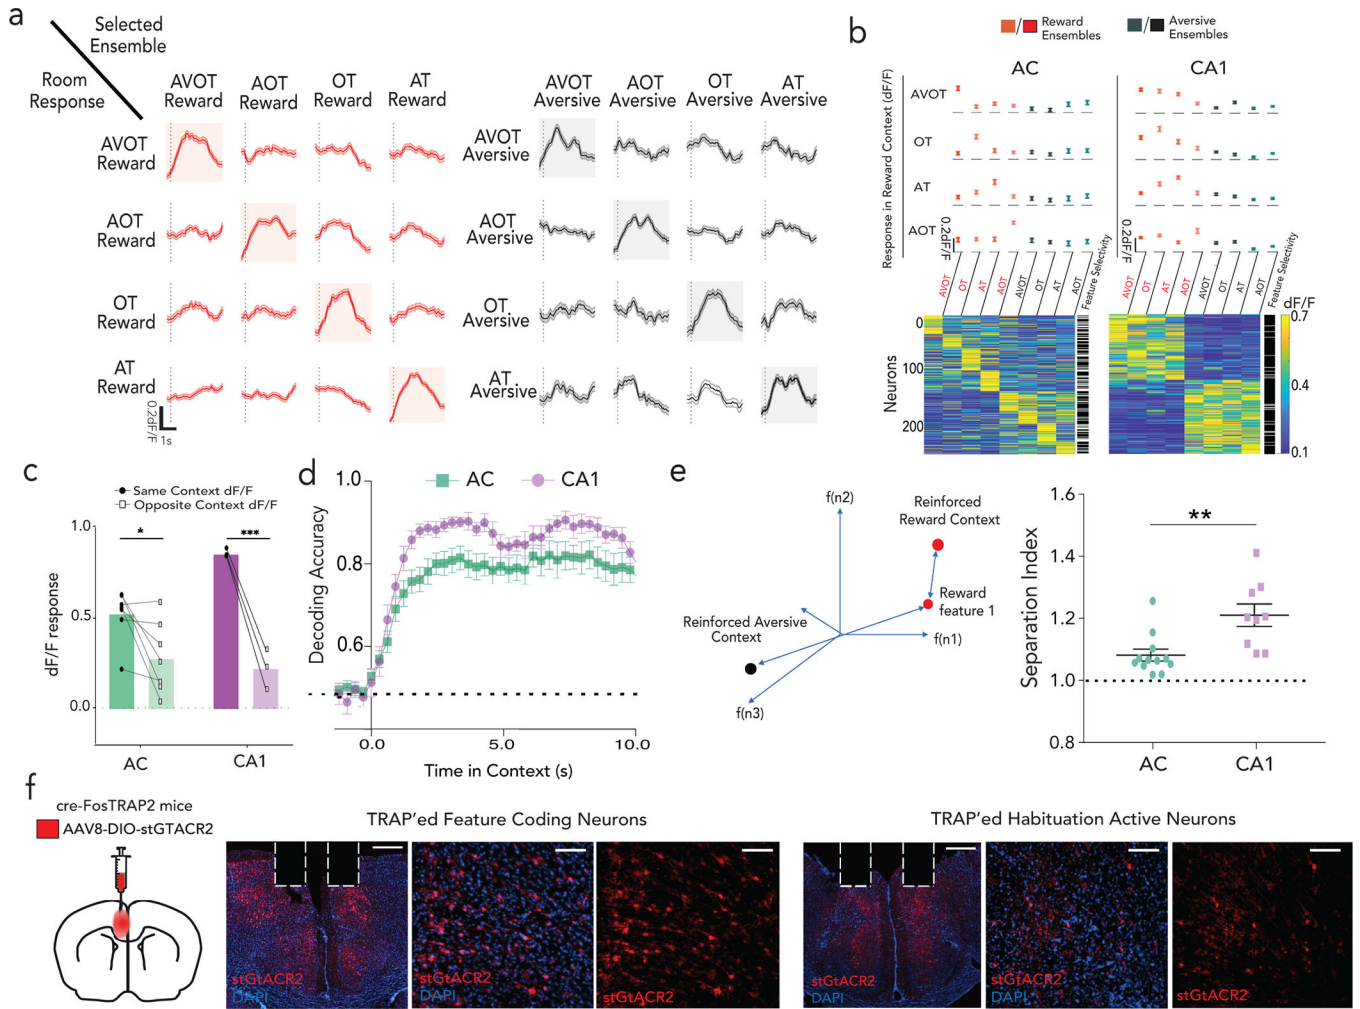 a
Selected
Ensemble
Room
Response
AVOT
Reward
AOT
Reward
OT
Reward
AT
Reward
AVOT
Aversive
AOT
Aversive
OT
Aversive
AT
Aversive
AVOT
Reward
AOT
Reward
OT
Reward
AT
Reward
0.2dF/F
1s
AVOT
Aversive
AOT
Aversive
OT
Aversive
AT
Aversive
b
Reward
Ensembles
Aversive
Ensembles
AC
CA1
Response in Reward Context (dF/F)
AVOT
OT
AT
AOT
0.2dF/F
0.2dF/F
AVOT
OT
AT
AOT
AVOT
OT
AT
AOT
Feature Selectivity
AVOT
OT
AT
AOT
AVOT
OT
AT
AOT
Feature Selectivity
Neurons
0
100
200
dF/F
0.7
0.4
0.1
c
Same Context dF/F
Opposite Context dF/F
dF/F response
1.0
0.5
0.0
*
***
AC
CA1
d
AC
CA1
Decoding Accuracy
1.0
0.8
0.6
0.0
5.0
10.0
Time in Context (s)
e
f(n2)
Reinforced
Reward Context
Reward
feature 1
f(n1)
Reinforced Aversive
Context
f(n3)
Separation Index
1.6
1.4
1.2
1.0
0.8
**
AC
CA1
f
cre-FosTRAP2 mice
AAV8-DIO-stGTACR2
TRAP'ed Feature Coding Neurons
stGtACR2
DAPI
stGtACR2
DAPI
stGtACR2
TRAP'ed Habituation Active Neurons
stGtACR2
DAPI
stGtACR2
DAPI
stGtACR2